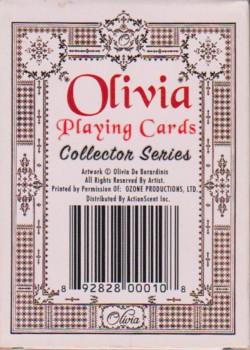 Olivia
Playing Cards
Collector Series
Artwork © Olivia De Berardinis
All Rights Reserved By Artist.
Printed by Permission Of: OZONE PRODUCTIONS, LTD.
Distributed By ActionScent Inc.
8 92828 00010 8
Olivia